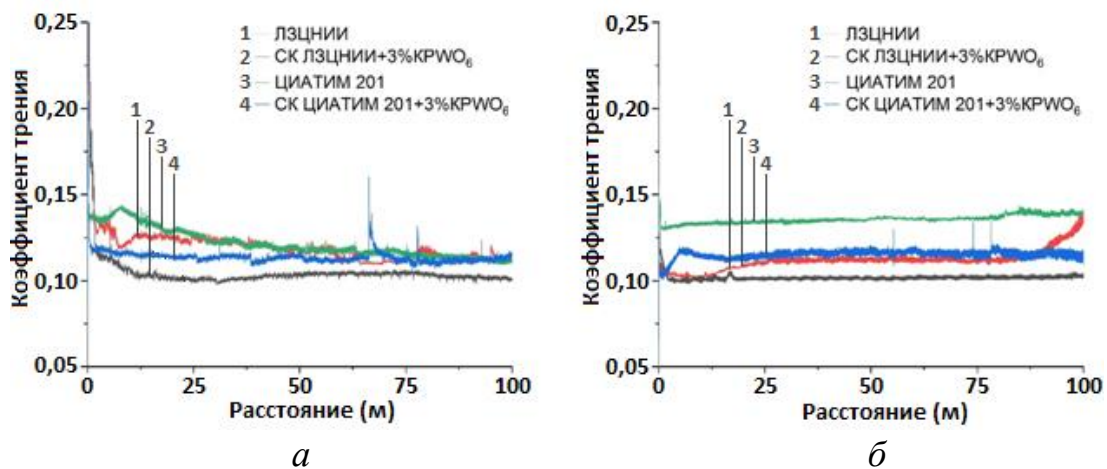 0,25
0,20
0,15
0,10
0,05
Коэффициент трения
1 ЛЗЦНИИ
2 СК ЛЗЦНИИ+3%KPWO₆
3 ЦИАТИМ 201
4 СК ЦИАТИМ 201+3%KPWO₆
1
2
3
4
0 25 50 75 100
Расстояние (м)
а
0,25
0,20
0,15
0,10
0,05
Коэффициент трения
1 ЛЗЦНИИ
2 СК ЛЗЦНИИ+3%KPWO₆
3 ЦИАТИМ 201
4 СК ЦИАТИМ 201+3%KPWO₆
1
2
3
4
0 25 50 75 100
Расстояние (м)
б